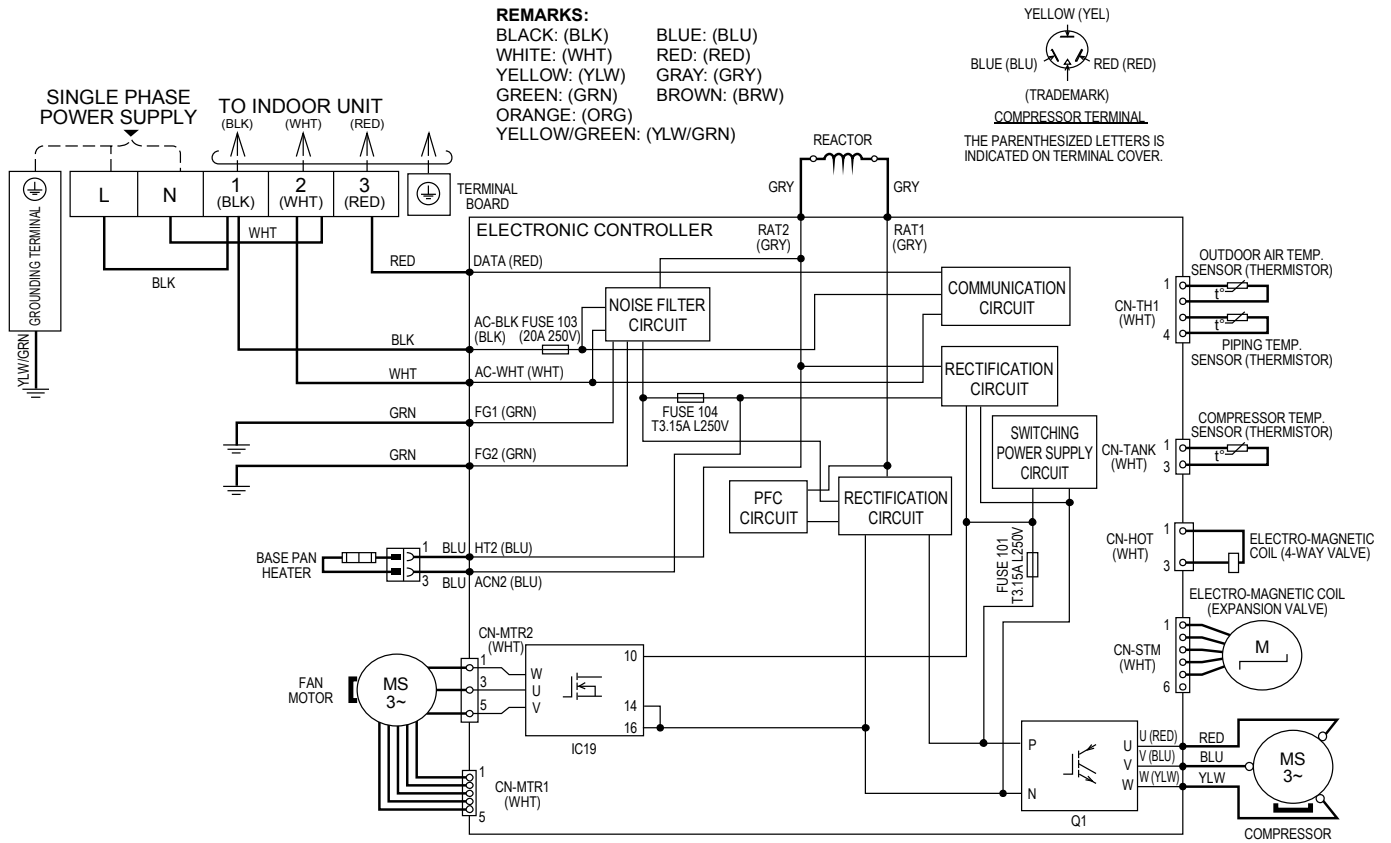 REMARKS:
BLACK: (BLK) BLUE: (BLU)
WHITE: (WHT) RED: (RED)
YELLOW: (YLW) GRAY: (GRY)
GREEN: (GRN) BROWN: (BRW)
ORANGE: (ORG)
YELLOW/GREEN: (YLW/GRN)
YELLOW (YEL)
BLUE (BLU) RED (RED)
(TRADEMARK)
COMPRESSOR TERMINAL
THE PARENTHESIZED LETTERS IS
INDICATED ON TERMINAL COVER.
SINGLE PHASE
POWER SUPPLY
TO INDOOR UNIT
(BLK) (WHT) (RED)
GROUNDING TERMINAL
YLW/GRN
L N 1 2 3
(BLK) (WHT) (RED)
TERMINAL
BOARD
WHT
BLK
RED
BLK
WHT
GRN
GRN
REACTOR
GRY GRY
RAT2
(GRY)
RAT1
(GRY)
ELECTRONIC CONTROLLER
DATA (RED)
AC-BLK FUSE 103
(BLK) (20A 250V)
AC-WHT (WHT)
FG1 (GRN)
FG2 (GRN)
NOISE FILTER
CIRCUIT
COMMUNICATION
CIRCUIT
RECTIFICATION
CIRCUIT
FUSE 104
T3.15A L250V
SWITCHING
POWER SUPPLY
CIRCUIT
PFC
CIRCUIT
RECTIFICATION
CIRCUIT
FUSE 101
T3.15A L250V
BASE PAN
HEATER
1 BLU HT2 (BLU)
3 BLU ACN2 (BLU)
FAN
MOTOR
MS
3~
CN-MTR2
(WHT)
1
3
5
W
U
V
10
14
16
IC19
CN-MTR1
(WHT)
1
5
CN-TH1
(WHT)
1
4
OUTDOOR AIR TEMP.
SENSOR (THERMISTOR)
t°
t°
PIPING TEMP.
SENSOR (THERMISTOR)
COMPRESSOR TEMP.
SENSOR (THERMISTOR)
CN-TANK
(WHT)
1
3
t°
CN-HOT
(WHT)
1
3
ELECTRO-MAGNETIC
COIL (4-WAY VALVE)
ELECTRO-MAGNETIC COIL
(EXPANSION VALVE)
CN-STM
(WHT)
1
6
M
P
N
U
V
W
Q1
U (RED) RED
V (BLU) BLU
W (YLW) YLW
MS
3~
COMPRESSOR